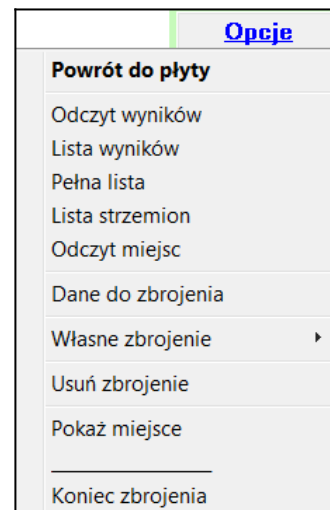 Opcje
Powrót do płyty
Odczyt wyników
Lista wyników
Pełna lista
Lista strzemion
Odczyt miejsc
Dane do zbrojenia
Własne zbrojenie
Usuń zbrojenie
Pokaż miejsce
Koniec zbrojenia